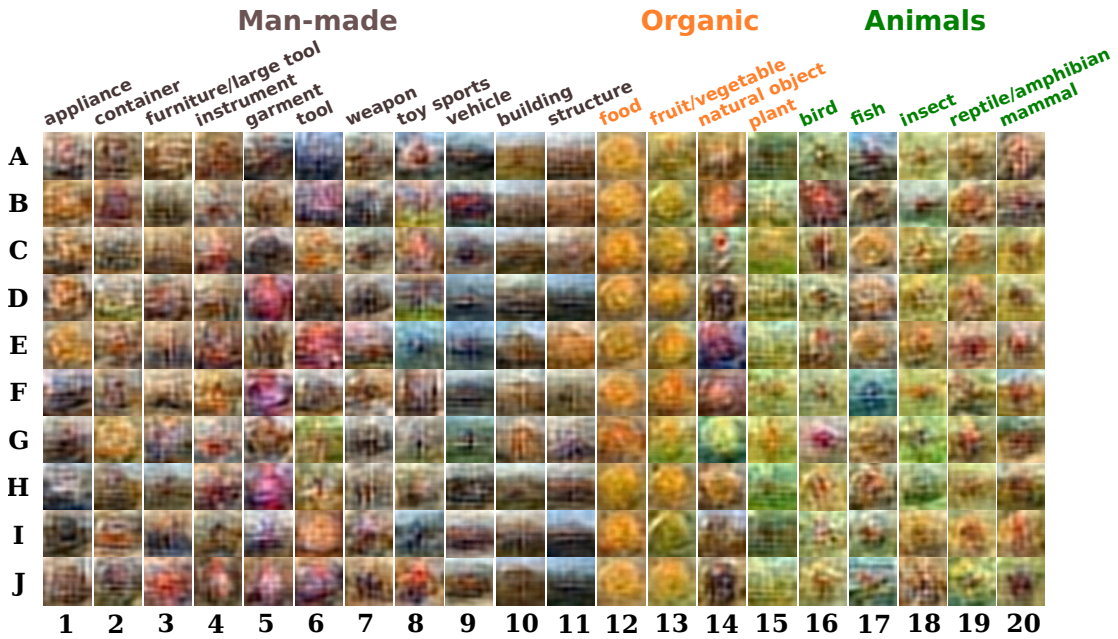 Man-made Organic Animals
appliance container furniture/large tool instrument garment tool weapon toy sports vehicle building structure food fruit/vegetable natural object plant bird fish insect reptile/amphibian mammal
A
B
C
D
E
F
G
H
I
J
1 2 3 4 5 6 7 8 9 10 11 12 13 14 15 16 17 18 19 20